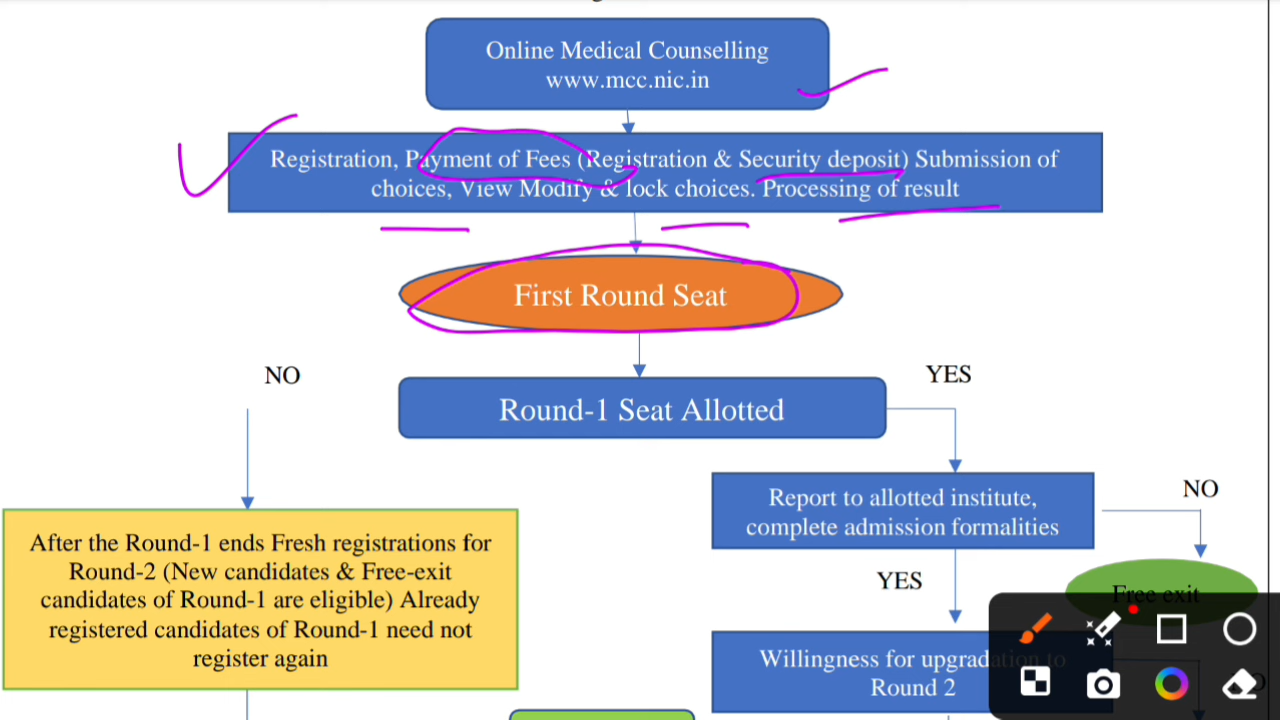 Online Medical Counselling
www.mcc.nic.in
Registration, Payment of Fees (Registration & Security deposit) Submission of
choices, View Modify & lock choices. Processing of result
First Round Seat
NO
YES
Round-1 Seat Allotted
Report to allotted institute,
complete admission formalities
NO
After the Round-1 ends Fresh registrations for
Round-2 (New candidates & Free-exit
candidates of Round-1 are eligible) Already
registered candidates of Round-1 need not
register again
YES
Free exit
Willingness for upgradation to
Round 2